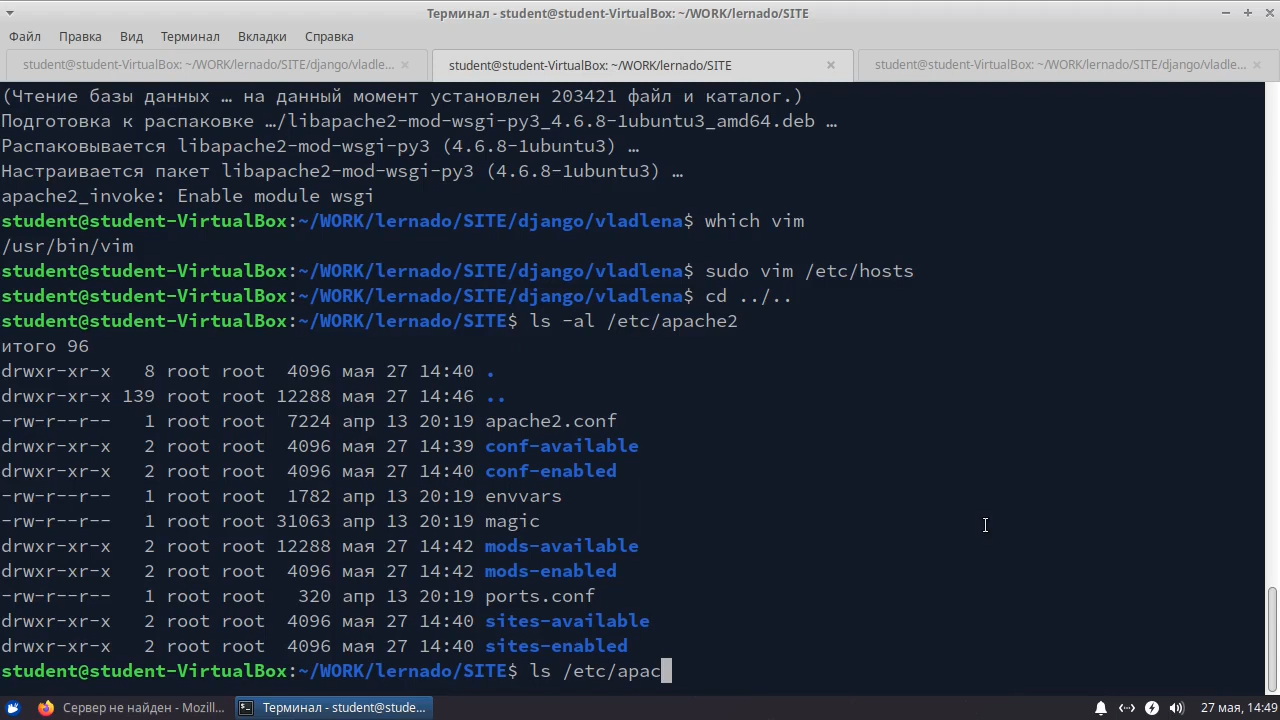 Терминал - student@student-VirtualBox: ~/WORK/lernado/SITE
Файл Правка Вид Терминал Вкладки Справка
student@student-VirtualBox: ~/WORK/lernado/SITE/django/vladle... × student@student-VirtualBox: ~/WORK/lernado/SITE × student@student-VirtualBox: ~/WORK/lernado/SITE/django/vladle... ×
(Чтение базы данных … на данный момент установлен 203421 файл и каталог.)
Подготовка к распаковке …/libapache2-mod-wsgi-py3_4.6.8-1ubuntu3_amd64.deb …
Распаковывается libapache2-mod-wsgi-py3 (4.6.8-1ubuntu3) …
Настраивается пакет libapache2-mod-wsgi-py3 (4.6.8-1ubuntu3) …
apache2_invoke: Enable module wsgi
student@student-VirtualBox:~/WORK/lernado/SITE/django/vladlena$ which vim
/usr/bin/vim
student@student-VirtualBox:~/WORK/lernado/SITE/django/vladlena$ sudo vim /etc/hosts
student@student-VirtualBox:~/WORK/lernado/SITE/django/vladlena$ cd ../..
student@student-VirtualBox:~/WORK/lernado/SITE$ ls -al /etc/apache2
итого 96
drwxr-xr-x   8 root root  4096 мая 27 14:40 .
drwxr-xr-x 139 root root 12288 мая 27 14:46 ..
-rw-r--r--   1 root root  7224 апр 13 20:19 apache2.conf
drwxr-xr-x   2 root root  4096 мая 27 14:39 conf-available
drwxr-xr-x   2 root root  4096 мая 27 14:40 conf-enabled
-rw-r--r--   1 root root  1782 апр 13 20:19 envvars
-rw-r--r--   1 root root 31063 апр 13 20:19 magic
drwxr-xr-x   2 root root 12288 мая 27 14:42 mods-available
drwxr-xr-x   2 root root  4096 мая 27 14:42 mods-enabled
-rw-r--r--   1 root root   320 апр 13 20:19 ports.conf
drwxr-xr-x   2 root root  4096 мая 27 14:40 sites-available
drwxr-xr-x   2 root root  4096 мая 27 14:40 sites-enabled
student@student-VirtualBox:~/WORK/lernado/SITE$ ls /etc/apac
Сервер не найден - Mozill... Терминал - student@stude... 27 мая, 14:49